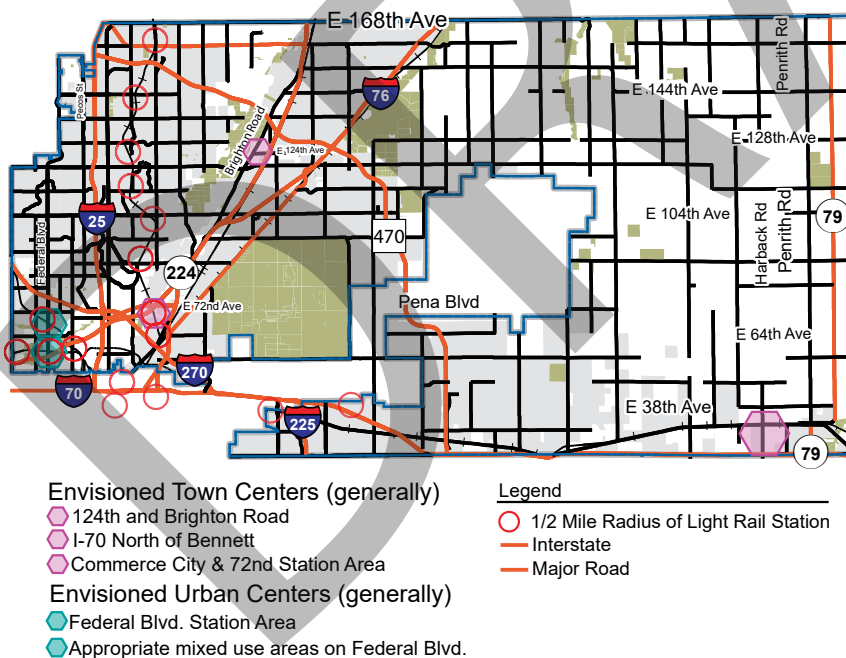 E 168th Ave
Penrith Rd
Pecos St
76
E 144th Ave
Brighton Road
E 128th Ave
E 124th Ave
25
Federal Blvd
470
E 104th Ave
Harback Rd
Penrith Rd
79
224
E 72nd Ave
Pena Blvd
E 64th Ave
270
70
225
E 38th Ave
79
Envisioned Town Centers (generally)
124th and Brighton Road
I-70 North of Bennett
Commerce City & 72nd Station Area
Envisioned Urban Centers (generally)
Federal Blvd. Station Area
Appropriate mixed use areas on Federal Blvd.
Legend
1/2 Mile Radius of Light Rail Station
Interstate
Major Road